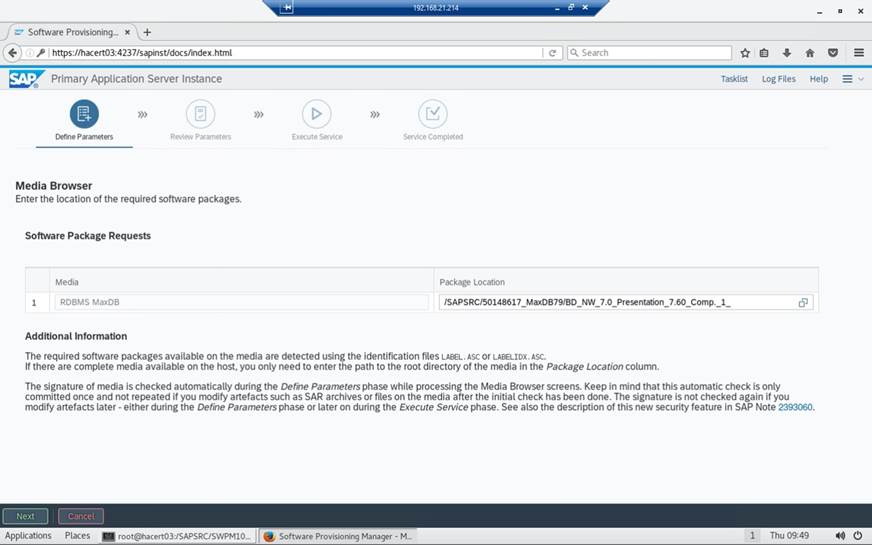 192.168.21.214
Software Provisioning...
https://hacert03:4237/sapinst/docs/index.html
Search
SAP Primary Application Server Instance
Tasklist Log Files Help
Define Parameters Review Parameters Execute Service Service Completed
Media Browser
Enter the location of the required software packages.
Software Package Requests
Media Package Location
1 RDBMS MaxDB /SAPSRC/50148617_MaxDB79/BD_NW_7.0_Presentation_7.60_Comp._1_
Additional Information
The required software packages available on the media are detected using the identification files LABEL.ASC or LABELIDX.ASC.
If there are complete media available on the host, you only need to enter the path to the root directory of the media in the Package Location column.
The signature of media is checked automatically during the Define Parameters phase while processing the Media Browser screens. Keep in mind that this automatic check is only
committed once and not repeated if you modify artefacts such as SAR archives or files on the media after the initial check has been done. The signature is not checked again if you
modify artefacts later - either during the Define Parameters phase or later on during the Execute Service phase. See also the description of this new security feature in SAP Note 2393060.
Next Cancel
Applications Places root@hacert03:/SAPSRC/SWPM10... Software Provisioning Manager - M... 1 Thu 09:49